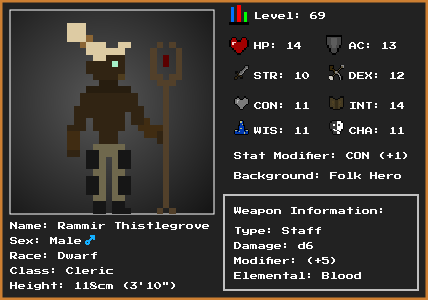 Level: 69
HP: 14 AC: 13
STR: 10 DEX: 12
CON: 11 INT: 14
WIS: 11 CHA: 11
Stat Modifier: CON (+1)
Background: Folk Hero
Name: Rammir Thistlegrove
Sex: Male ♂
Race: Dwarf
Class: Cleric
Height: 118cm (3'10")
Weapon Information:
Type: Staff
Damage: d6
Modifier: (+5)
Elemental: Blood